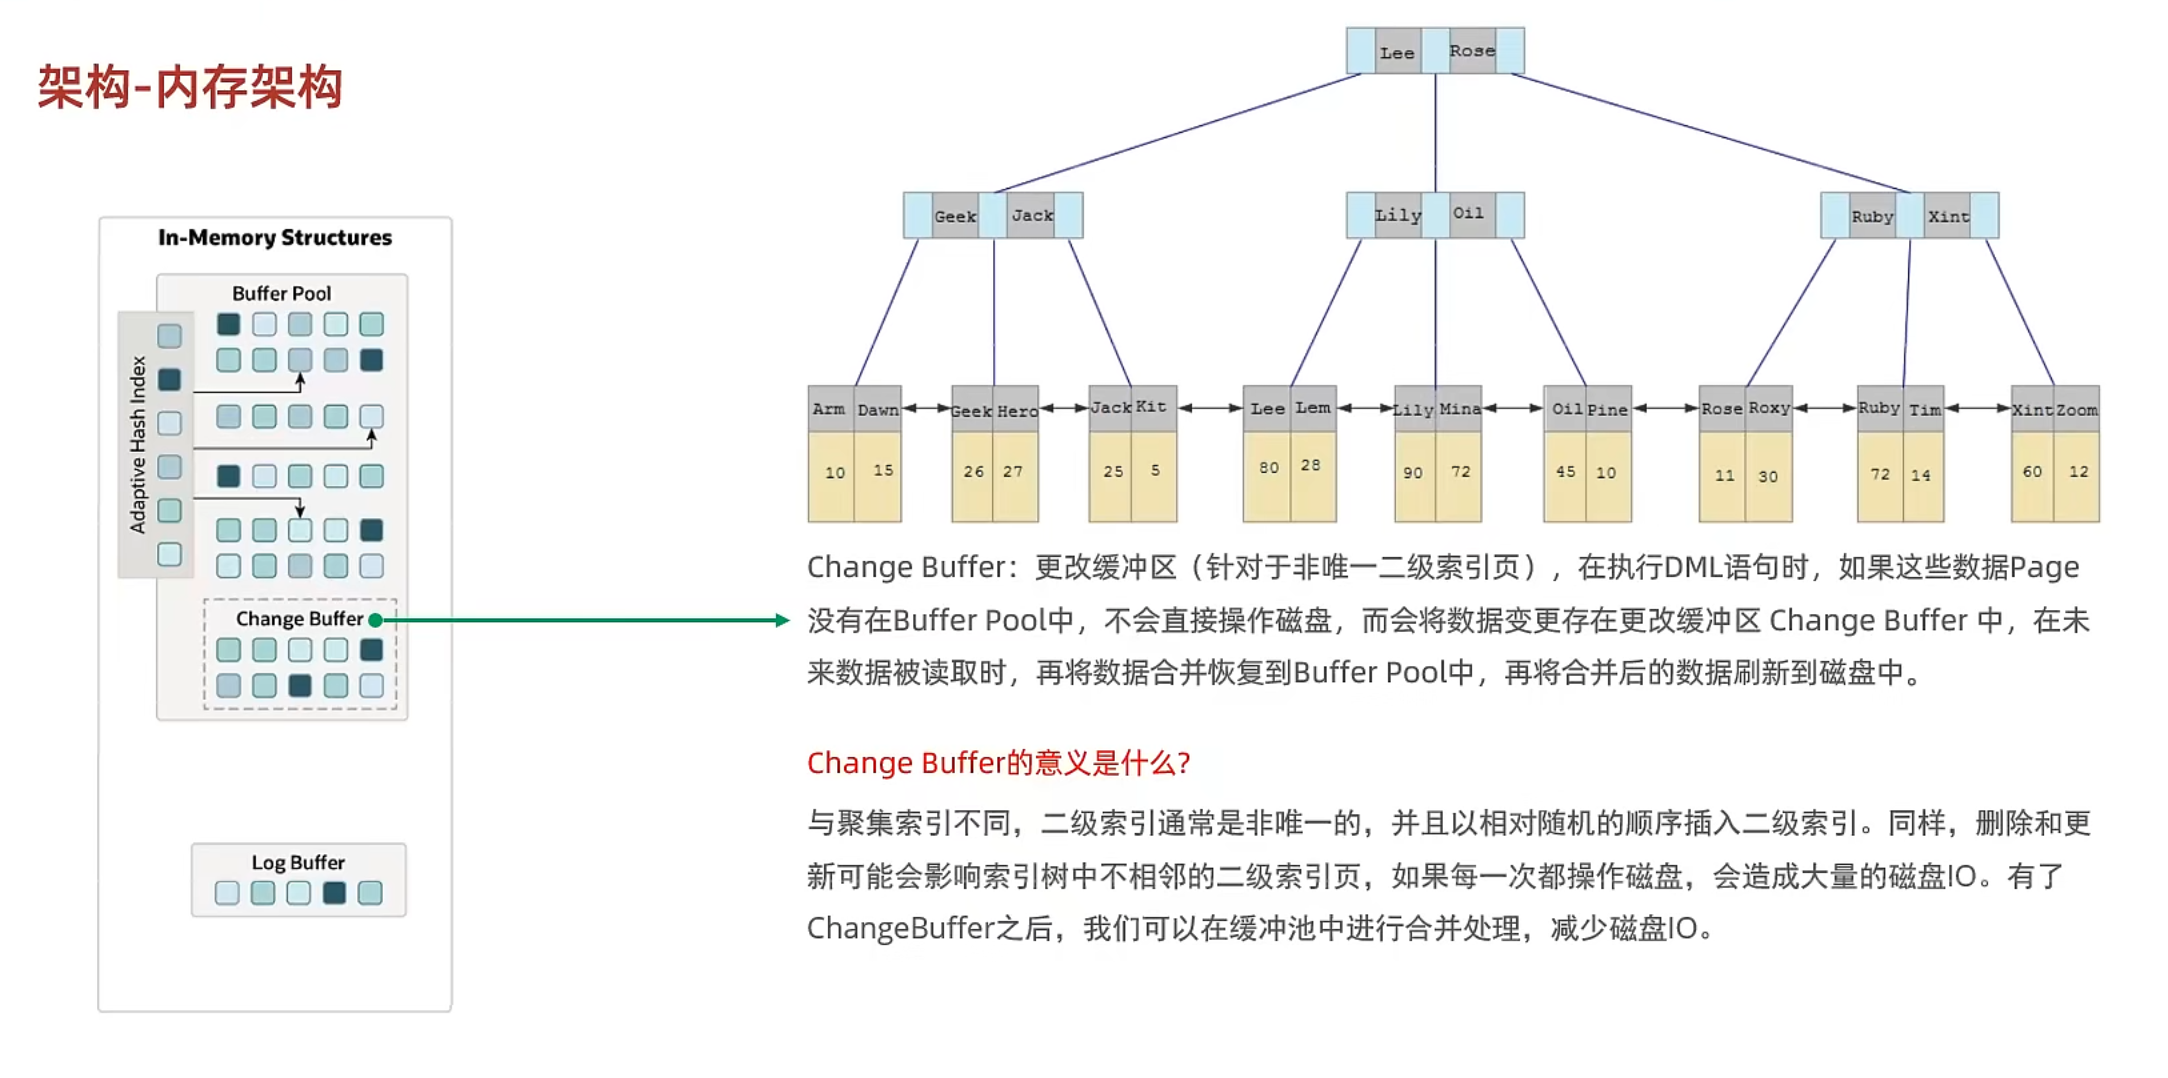 架构-内存架构
In-Memory Structures
Buffer Pool
Adaptive Hash Index
Change Buffer
Log Buffer
Lee Rose
Geek Jack
Lily Oil
Ruby Xint
Arm Dawn
Geek Hero
Jack Kit
Lee Lem
Lily Mina
Oil Pine
Rose Roxy
Ruby Tim
Xint Zoom
10 15
26 27
25 5
80 28
90 72
45 10
11 30
72 14
60 12
Change Buffer：更改缓冲区（针对于非唯一二级索引页），在执行DML语句时，如果这些数据Page
没有在Buffer Pool中，不会直接操作磁盘，而会将数据变更存在更改缓冲区 Change Buffer 中，在未
来数据被读取时，再将数据合并恢复到Buffer Pool中，再将合并后的数据刷新到磁盘中。
Change Buffer的意义是什么?
与聚集索引不同，二级索引通常是非唯一的，并且以相对随机的顺序插入二级索引。同样，删除和更
新可能会影响索引树中不相邻的二级索引页，如果每一次都操作磁盘，会造成大量的磁盘IO。有了
ChangeBuffer之后，我们可以在缓冲池中进行合并处理，减少磁盘IO。